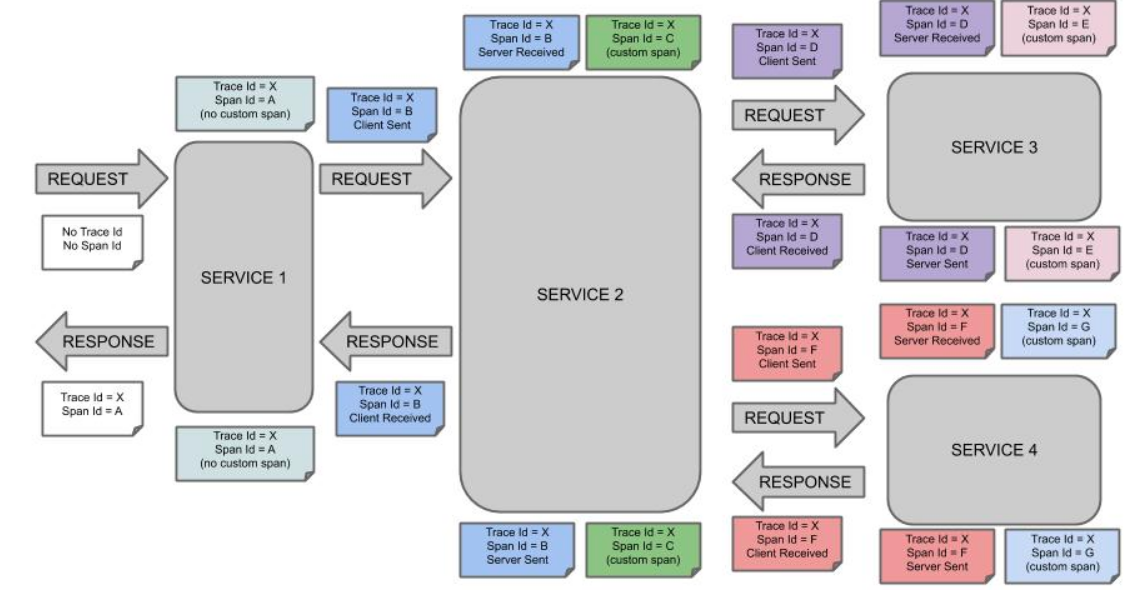 Trace Id = X
Span Id = D
Server Received
Trace Id = X
Span Id = E
(custom span)
Trace Id = X
Span Id = B
Server Received
Trace Id = X
Span Id = C
(custom span)
Trace Id = X
Span Id = D
Client Sent
Trace Id = X
Span Id = A
(no custom span)
Trace Id = X
Span Id = B
Client Sent
REQUEST
SERVICE 3
REQUEST
REQUEST
RESPONSE
No Trace Id
No Span Id
Trace Id = X
Span Id = D
Client Received
Trace Id = X
Span Id = D
Server Sent
Trace Id = X
Span Id = E
(custom span)
SERVICE 1
SERVICE 2
Trace Id = X
Span Id = F
Server Received
Trace Id = X
Span Id = G
(custom span)
RESPONSE
RESPONSE
Trace Id = X
Span Id = F
Client Sent
Trace Id = X
Span Id = A
Trace Id = X
Span Id = B
Client Received
REQUEST
SERVICE 4
Trace Id = X
Span Id = A
(no custom span)
RESPONSE
Trace Id = X
Span Id = B
Server Sent
Trace Id = X
Span Id = C
(custom span)
Trace Id = X
Span Id = F
Client Received
Trace Id = X
Span Id = F
Server Sent
Trace Id = X
Span Id = G
(custom span)